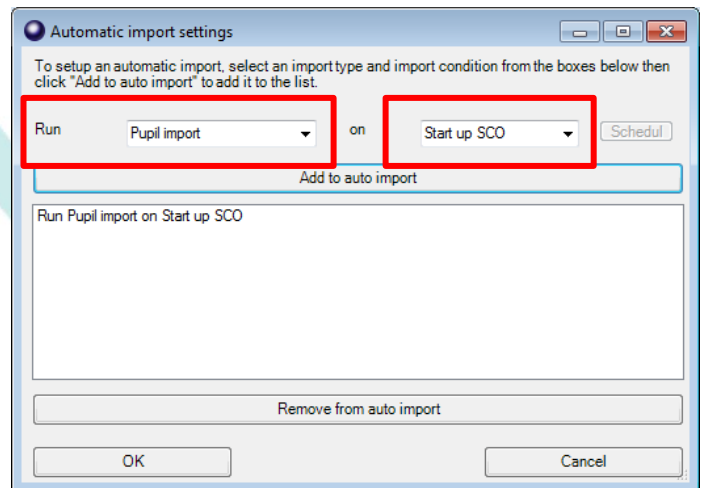 Automatic import settings
To setup an automatic import, select an import type and import condition from the boxes below then
click "Add to auto import" to add it to the list.
Run Pupil import on Start up SCO Schedul
Add to auto import
Run Pupil import on Start up SCO
Remove from auto import
OK Cancel